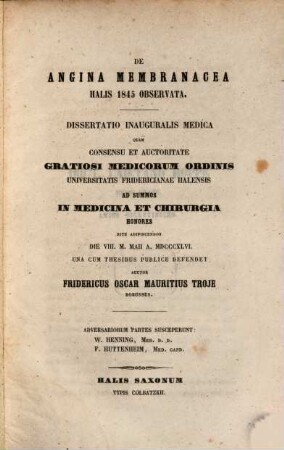 DE
ANGINA MEMBRANACEA
HALIS 1845 OBSERVATA.
DISSERTATIO INAUGURALIS MEDICA
QUAM
CONSENSU ET AUCTORITATE
GRATIOSI MEDICORUM ORDINIS
UNIVERSITATIS FRIDERICIANAE HALENSIS
AD SUMMOS
IN MEDICINA ET CHIRURGIA
HONORES
RITE ADIPISCENDOS
DIE VIII. M. MAII A. MDCCCXLVI.
UNA CUM THESIBUS PUBLICE DEFENDET
AUCTOR
FRIDERICUS OSCAR MAURITIUS TROJE
BORUSSUS.
ADVERSARIORUM PARTES SUSCEPERUNT:
W. HENNING, MED. D. D.
F. HUTTENHEIM, MED. CAND.
HALIS SAXONUM
TYPIS COLBATZKII.